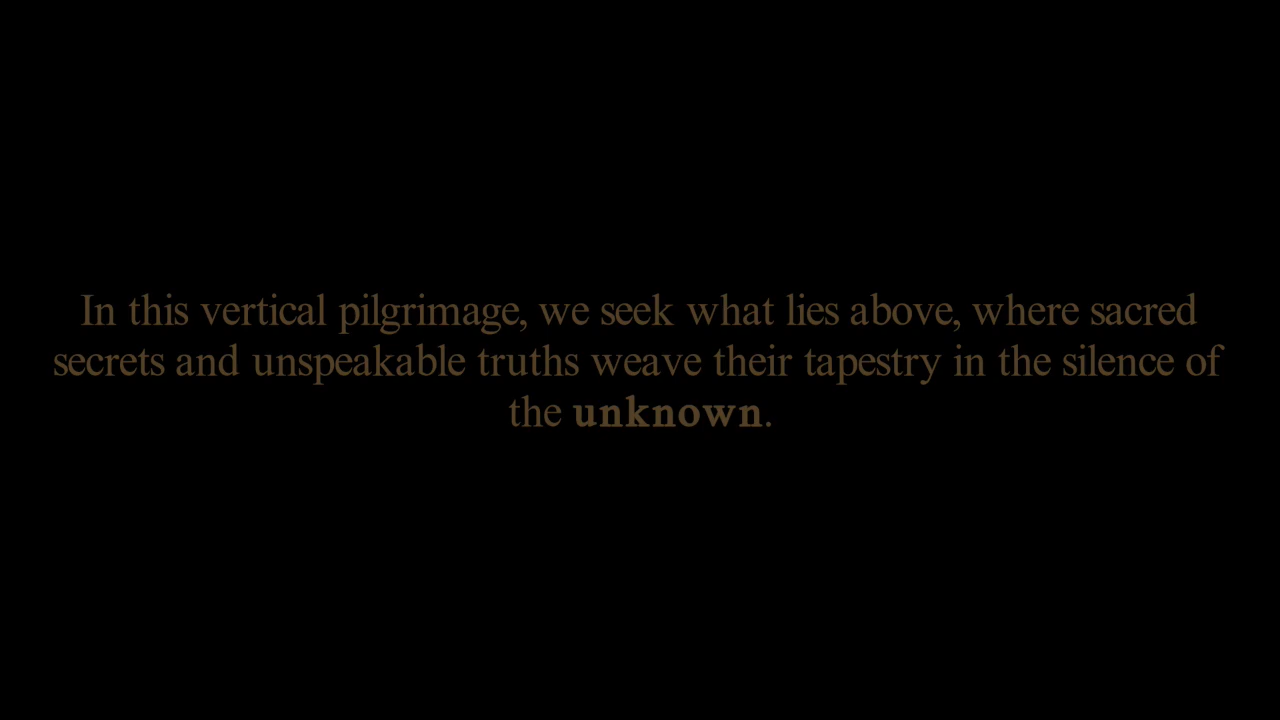 In this vertical pilgrimage, we seek what lies above, where sacred
secrets and unspeakable truths weave their tapestry in the silence of
the unknown.